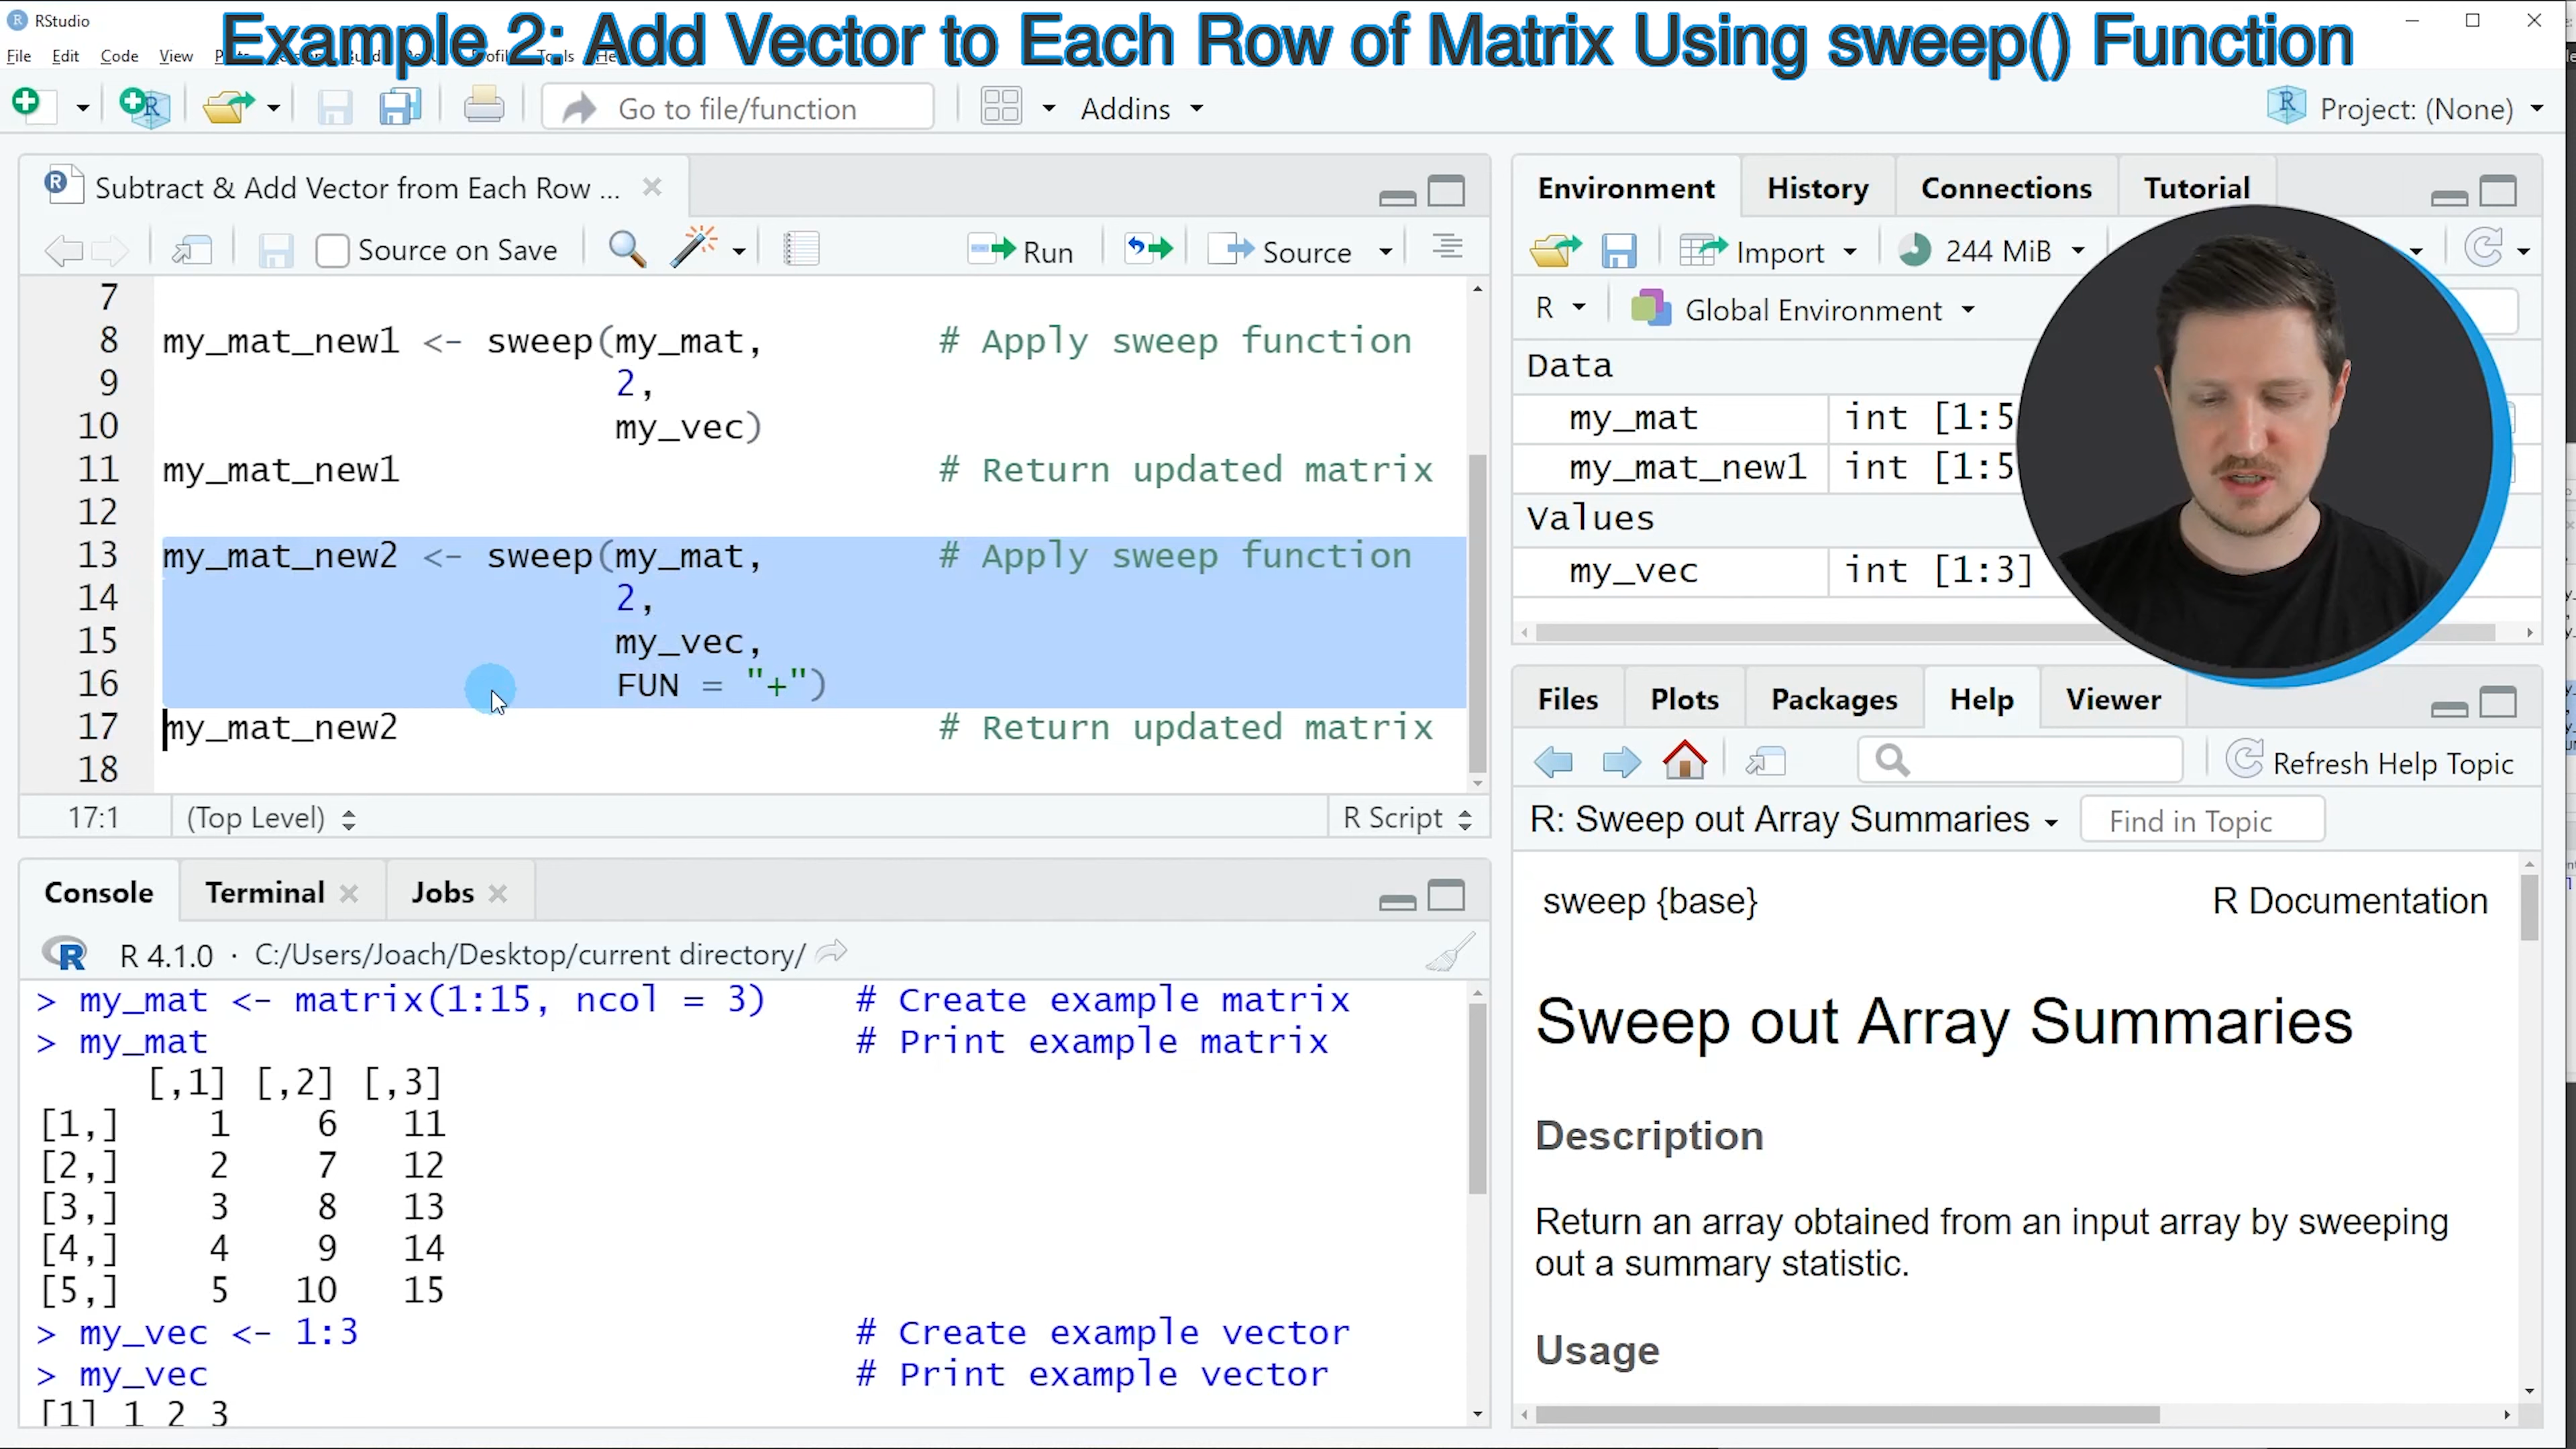 RStudio
Example 2: Add Vector to Each Row of Matrix Using sweep() Function
File Edit Code View
Go to file/function
Addins
Project: (None)
Subtract & Add Vector from Each Row ...
Source on Save
Run
Source
7
8 my_mat_new1 <- sweep(my_mat, # Apply sweep function
9 2,
10 my_vec)
11 my_mat_new1 # Return updated matrix
12
13 my_mat_new2 <- sweep(my_mat, # Apply sweep function
14 2,
15 my_vec,
16 FUN = "+")
17 my_mat_new2 # Return updated matrix
18
17:1 (Top Level) R Script
Console Terminal Jobs
R 4.1.0 · C:/Users/Joach/Desktop/current directory/
> my_mat <- matrix(1:15, ncol = 3) # Create example matrix
> my_mat # Print example matrix
[,1] [,2] [,3]
[1,] 1 6 11
[2,] 2 7 12
[3,] 3 8 13
[4,] 4 9 14
[5,] 5 10 15
> my_vec <- 1:3 # Create example vector
> my_vec # Print example vector
[1] 1 2 3
Environment History Connections Tutorial
Import 244 MiB
R Global Environment
Data
my_mat int [1:5
my_mat_new1 int [1:5
Values
my_vec int [1:3]
Files Plots Packages Help Viewer
Refresh Help Topic
R: Sweep out Array Summaries Find in Topic
sweep {base} R Documentation
Sweep out Array Summaries
Description
Return an array obtained from an input array by sweeping
out a summary statistic.
Usage